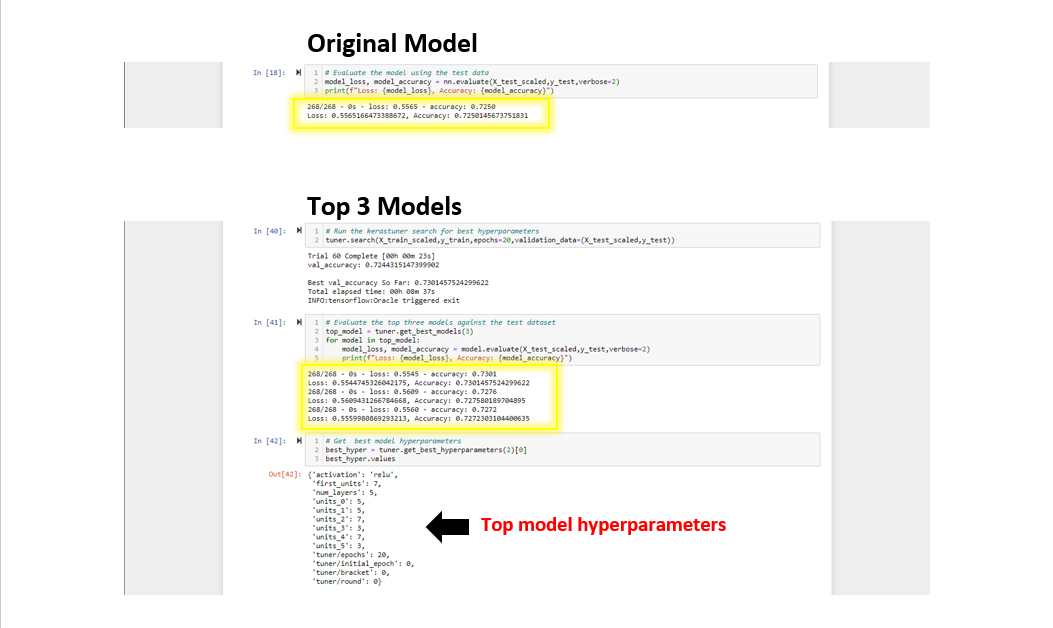 Original Model
In [18]:
1 # Evaluate the model using the test data
2 model_loss, model_accuracy = nn.evaluate(X_test_scaled,y_test,verbose=2)
3 print(f"Loss: {model_loss}, Accuracy: {model_accuracy}")
268/268 - 0s - loss: 0.5565 - accuracy: 0.7250
Loss: 0.5565166473388672, Accuracy: 0.7250145673751831
Top 3 Models
In [40]:
1 # Run the kerastuner search for best hyperparameters
2 tuner.search(X_train_scaled,y_train,epochs=20,validation_data=(X_test_scaled,y_test))
Trial 60 Complete [00h 00m 23s]
val_accuracy: 0.7244315147399902
Best val_accuracy So Far: 0.7301457524299622
Total elapsed time: 00h 08m 37s
INFO:tensorflow:Oracle triggered exit
In [41]:
1 # Evaluate the top three models against the test dataset
2 top_model = tuner.get_best_models(3)
3 for model in top_model:
4 model_loss, model_accuracy = model.evaluate(X_test_scaled,y_test,verbose=2)
5 print(f"Loss: {model_loss}, Accuracy: {model_accuracy}")
268/268 - 0s - loss: 0.5545 - accuracy: 0.7301
Loss: 0.5544745326042175, Accuracy: 0.7301457524299622
268/268 - 0s - loss: 0.5609 - accuracy: 0.7276
Loss: 0.5609431266784668, Accuracy: 0.727580189704895
268/268 - 0s - loss: 0.5560 - accuracy: 0.7272
Loss: 0.5559980869293213, Accuracy: 0.7272303104400635
In [42]:
1 # Get  best model hyperparameters
2 best_hyper = tuner.get_best_hyperparameters(2)[0]
3 best_hyper.values
Out[42]: {'activation': 'relu',
'first_units': 7,
'num_layers': 5,
'units_0': 5,
'units_1': 5,
'units_2': 7,
'units_3': 3,
'units_4': 7,
'units_5': 3,
'tuner/epochs': 20,
'tuner/initial_epoch': 0,
'tuner/bracket': 0,
'tuner/round': 0}
Top model hyperparameters